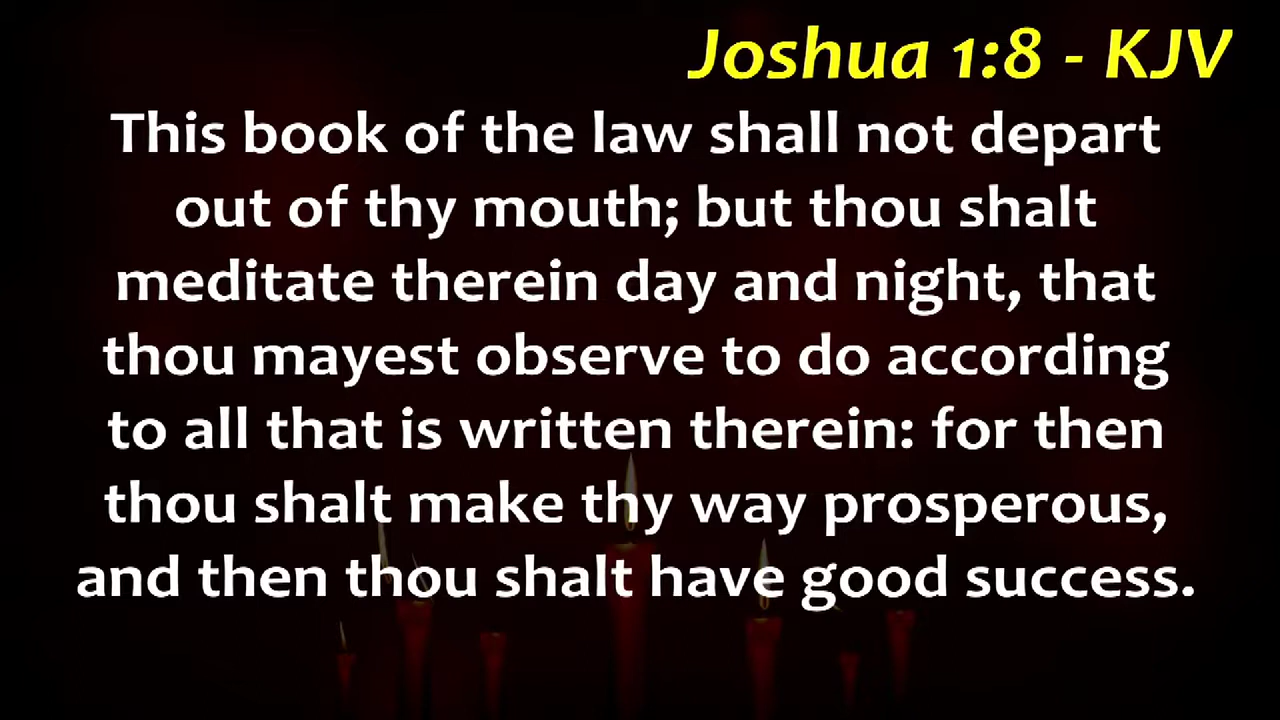 Joshua 1:8 - KJV
This book of the law shall not depart
out of thy mouth; but thou shalt
meditate therein day and night, that
thou mayest observe to do according
to all that is written therein: for then
thou shalt make thy way prosperous,
and then thou shalt have good success.